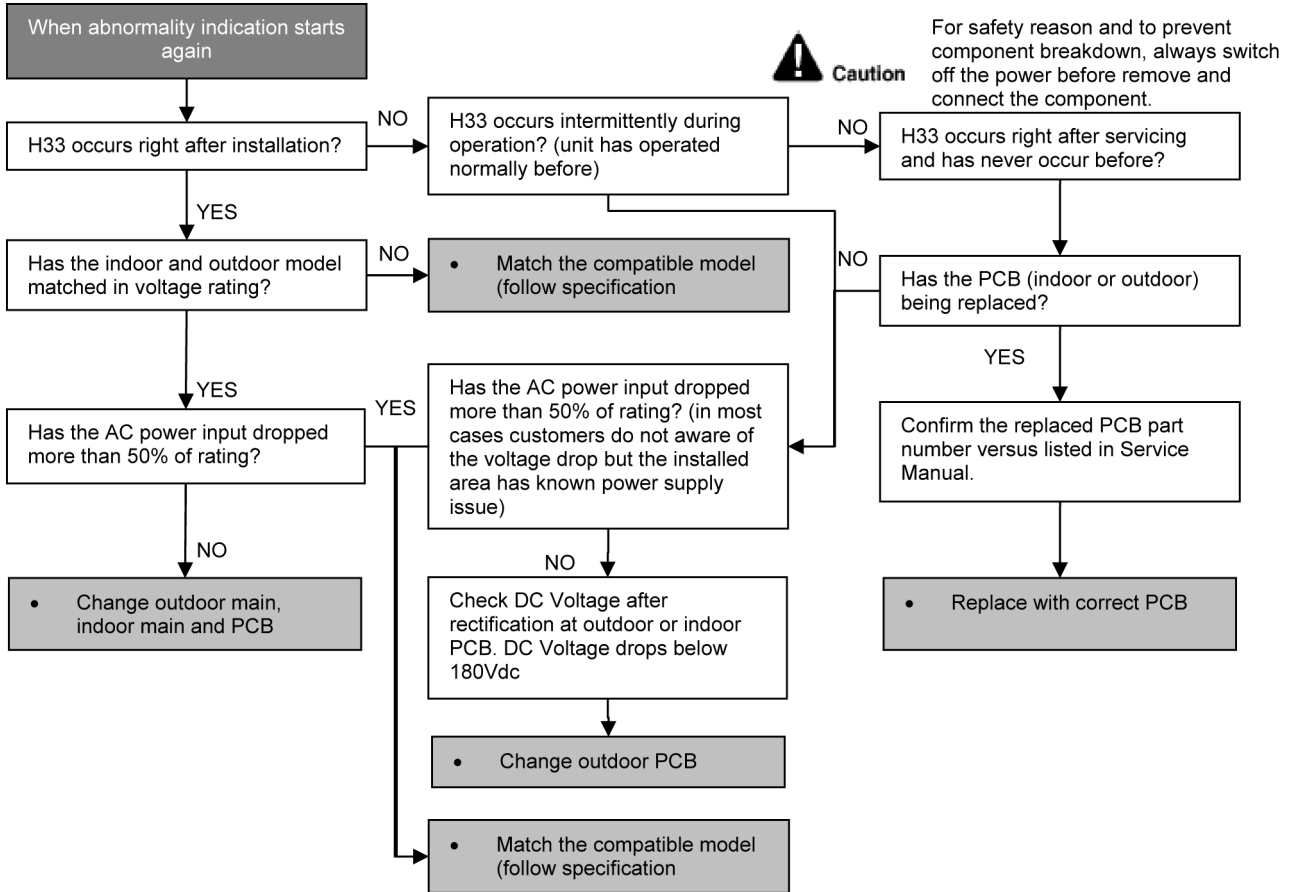 When abnormality indication starts
again
Caution
For safety reason and to prevent
component breakdown, always switch
off the power before remove and
connect the component.
H33 occurs right after installation?
NO
H33 occurs intermittently during
operation? (unit has operated
normally before)
NO
H33 occurs right after servicing
and has never occur before?
YES
Has the indoor and outdoor model
matched in voltage rating?
NO
• Match the compatible model
(follow specification
NO
Has the PCB (indoor or outdoor)
being replaced?
YES
YES
Has the AC power input dropped
more than 50% of rating?
YES
Has the AC power input dropped
more than 50% of rating? (in most
cases customers do not aware of
the voltage drop but the installed
area has known power supply
issue)
Confirm the replaced PCB part
number versus listed in Service
Manual.
NO
• Change outdoor main,
indoor main and PCB
NO
Check DC Voltage after
rectification at outdoor or indoor
PCB. DC Voltage drops below
180Vdc
• Replace with correct PCB
• Change outdoor PCB
• Match the compatible model
(follow specification